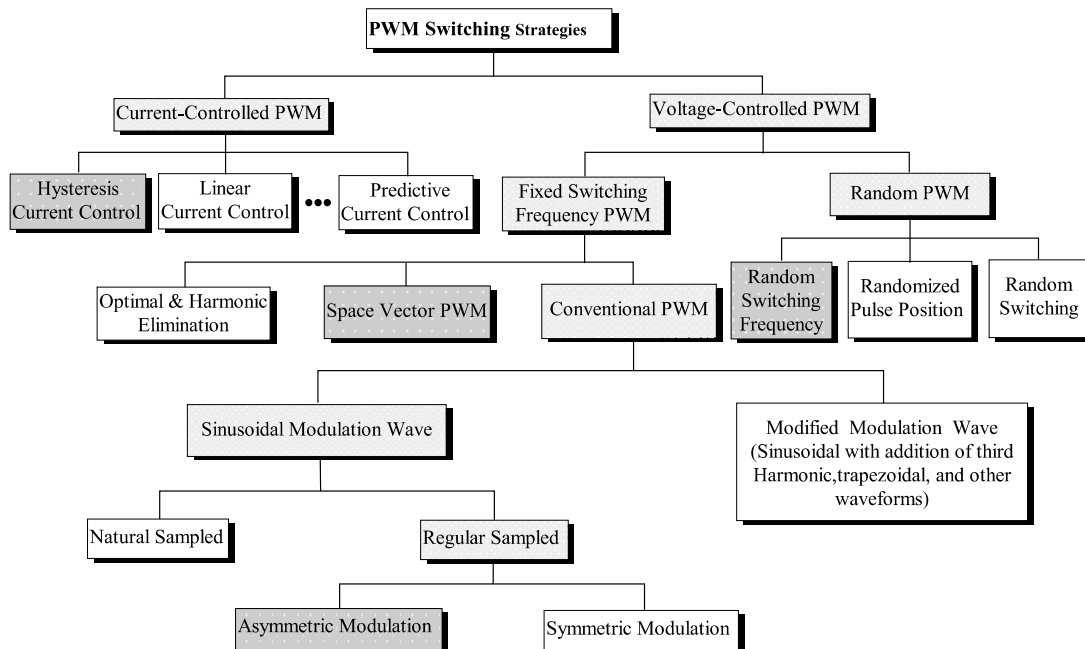 PWM Switching Strategies
Current-Controlled PWM
Voltage-Controlled PWM
Hysteresis
Current Control
Linear
Current Control
•••
Predictive
Current Control
Fixed Switching
Frequency PWM
Random PWM
Optimal & Harmonic
Elimination
Space Vector PWM
Conventional PWM
Random
Switching
Frequency
Randomized
Pulse Position
Random
Switching
Sinusoidal Modulation Wave
Modified Modulation Wave
(Sinusoidal with addition of third
Harmonic,trapezoidal, and other
waveforms)
Natural Sampled
Regular Sampled
Asymmetric Modulation
Symmetric Modulation